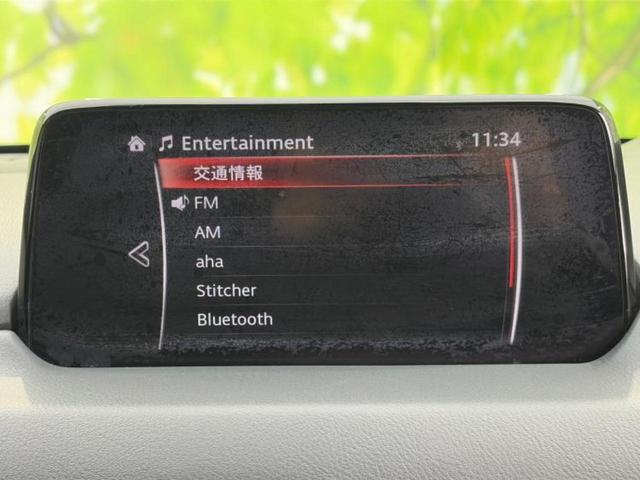 Entertainment 11:34
交通情報
FM
AM
aha
Stitcher
Bluetooth